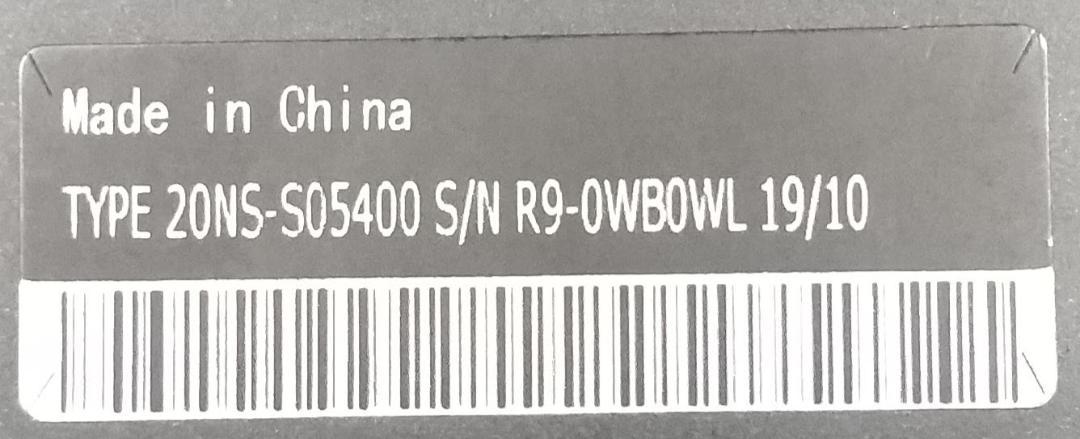 Made in China
TYPE 20NS-S05400 S/N R9-0WB0WL 19/10